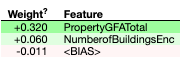 Weight? Feature
+0.320 PropertyGFATotal
+0.060 NumberofBuildingsEnc
-0.011 <BIAS>